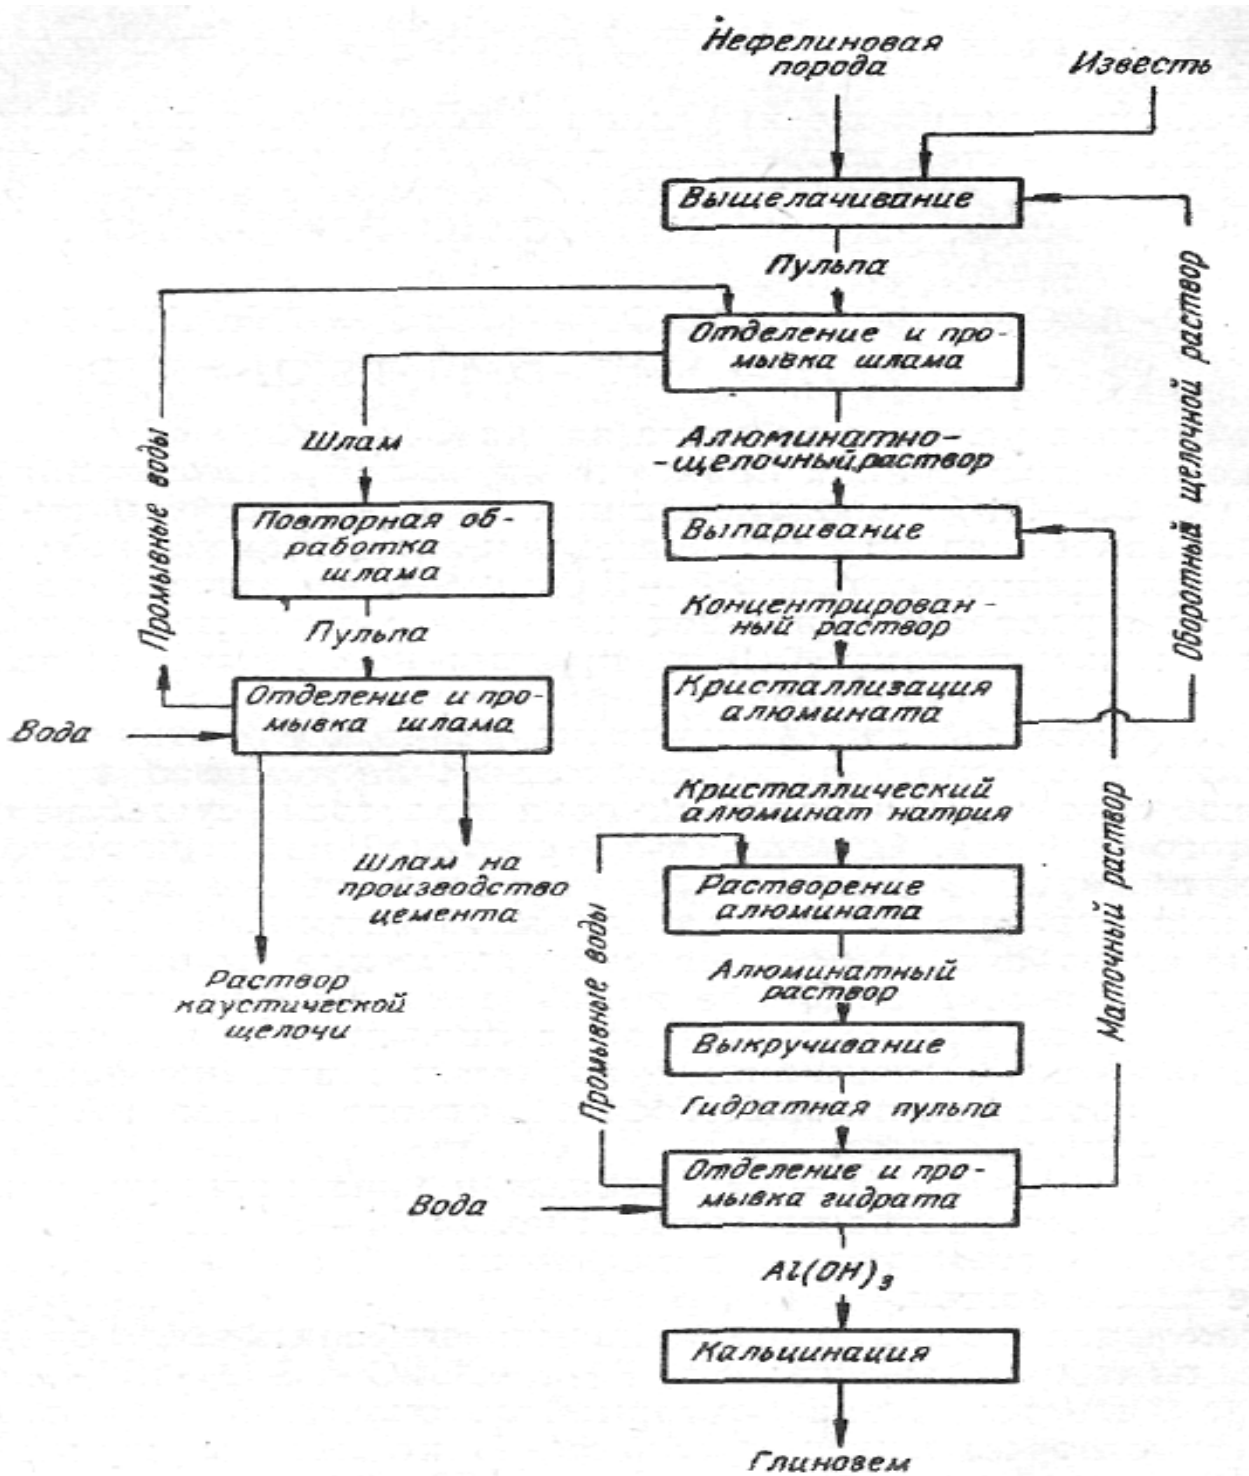 Нефелиновая
порода
Известь
Выщелачивание
Пульпа
Отделение и про-
мывка шлама
Шлам
Алюминатно-
-щелочный раствор
Промывные воды
Оборотный щелочной раствор
Повторная об-
работка
шлама
Выпаривание
Концентрирован-
ный раствор
Пульпа
Кристаллизация
алюмината
Отделение и про-
мывка шлама
Вода
Кристаллический
алюминат натрия
Маточный раствор
Шлам на
производство
цемента
Растворение
алюмината
Промывные воды
Раствор
каустической
щелочи
Алюминатный
раствор
Выкручивание
Гидратная пульпа
Отделение и про-
мывка гидрата
Вода
Al(OH)₃
Кальцинация
Глиновем